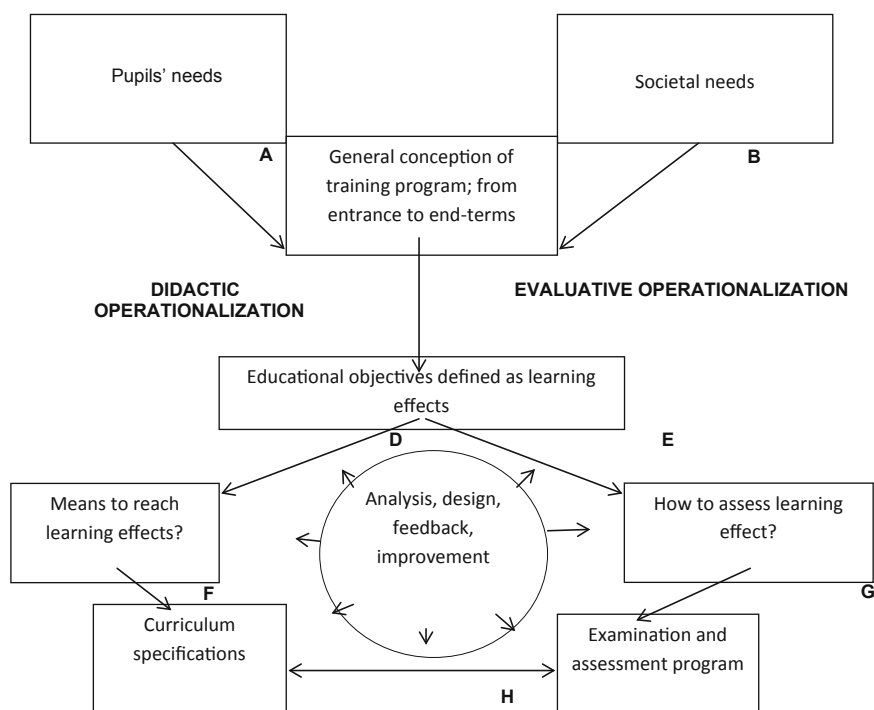 Pupils' needs
Societal needs
A
B
General conception of
training program; from
entrance to end-terms
DIDACTIC
OPERATIONALIZATION
EVALUATIVE OPERATIONALIZATION
Educational objectives defined as learning
effects
D
E
Means to reach
learning effects?
Analysis, design,
feedback,
improvement
How to assess learning
effect?
F
G
Curriculum
specifications
Examination and
assessment program
H